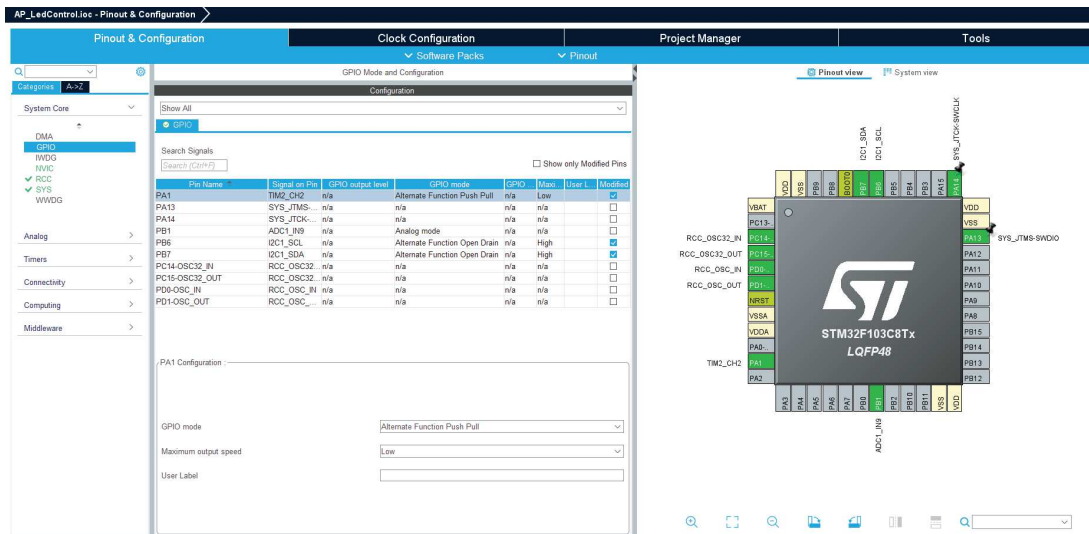 AP_LedControl.ioc - Pinout & Configuration
Pinout & Configuration
Clock Configuration
Project Manager
Tools
Software Packs
Pinout
GPIO Mode and Configuration
Pinout view
System view
Categories
A->Z
Configuration
System Core
DMA
GPIO
IWDG
NVIC
RCC
SYS
WWDG
Analog
Timers
Connectivity
Computing
Middleware
Show All
GPIO
Search Signals
Search (Ctrl+F)
Show only Modified Pins
Pin Name Signal on Pin GPIO output level GPIO mode GPIO ... Maxi... User L... Modified
PA1 TIM2_CH2 n/a Alternate Function Push Pull n/a Low
PA13 SYS_JTMS-... n/a n/a n/a n/a
PA14 SYS_JTCK-... n/a n/a n/a n/a
PB1 ADC1_IN9 n/a Analog mode n/a n/a
PB6 I2C1_SCL n/a Alternate Function Open Drain n/a High
PB7 I2C1_SDA n/a Alternate Function Open Drain n/a High
PC14-OSC32_IN RCC_OSC32... n/a n/a n/a n/a
PC15-OSC32_OUT RCC_OSC32... n/a n/a n/a n/a
PD0-OSC_IN RCC_OSC_IN n/a n/a n/a n/a
PD1-OSC_OUT RCC_OSC_... n/a n/a n/a n/a
PA1 Configuration :
GPIO mode
Alternate Function Push Pull
Maximum output speed
Low
User Label
I2C1_SDA
I2C1_SCL
SYS_JTCK-SWCLK
VDD
VSS
PB9
PB8
BOOT0
PB7
PB6
PB5
PB4
PB3
PA15
PA14
VBAT
PC13-
RCC_OSC32_IN PC14-
RCC_OSC32_OUT PC15-
RCC_OSC_IN PD0-
RCC_OSC_OUT PD1-
NRST
VSSA
VDDA
PA0-
TIM2_CH2 PA1
PA2
STM32F103C8Tx
LQFP48
VDD
VSS
PA13 SYS_JTMS-SWDIO
PA12
PA11
PA10
PA9
PA8
PB15
PB14
PB13
PB12
PA3
PA4
PA5
PA6
PA7
PB0
PB1
PB2
PB10
PB11
VSS
VDD
ADC1_IN9